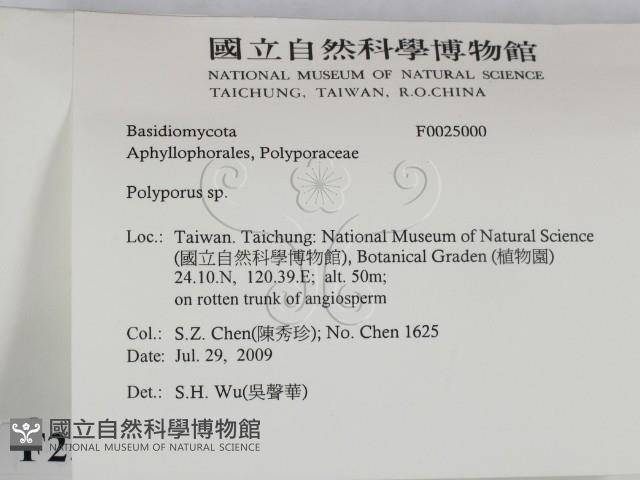 國立自然科學博物館
NATIONAL MUSEUM OF NATURAL SCIENCE
TAICHUNG, TAIWAN, R.O.CHINA
Basidiomycota F0025000
Aphyllophorales, Polyporaceae
Polyporus sp.
Loc.: Taiwan. Taichung: National Museum of Natural Science
(國立自然科學博物館), Botanical Graden (植物園)
24.10.N, 120.39.E; alt. 50m;
on rotten trunk of angiosperm
Col.: S.Z. Chen(陳秀珍); No. Chen 1625
Date: Jul. 29, 2009
Det.: S.H. Wu(吳聲華)
國立自然科學博物館
NATIONAL MUSEUM OF NATURAL SCIENCE